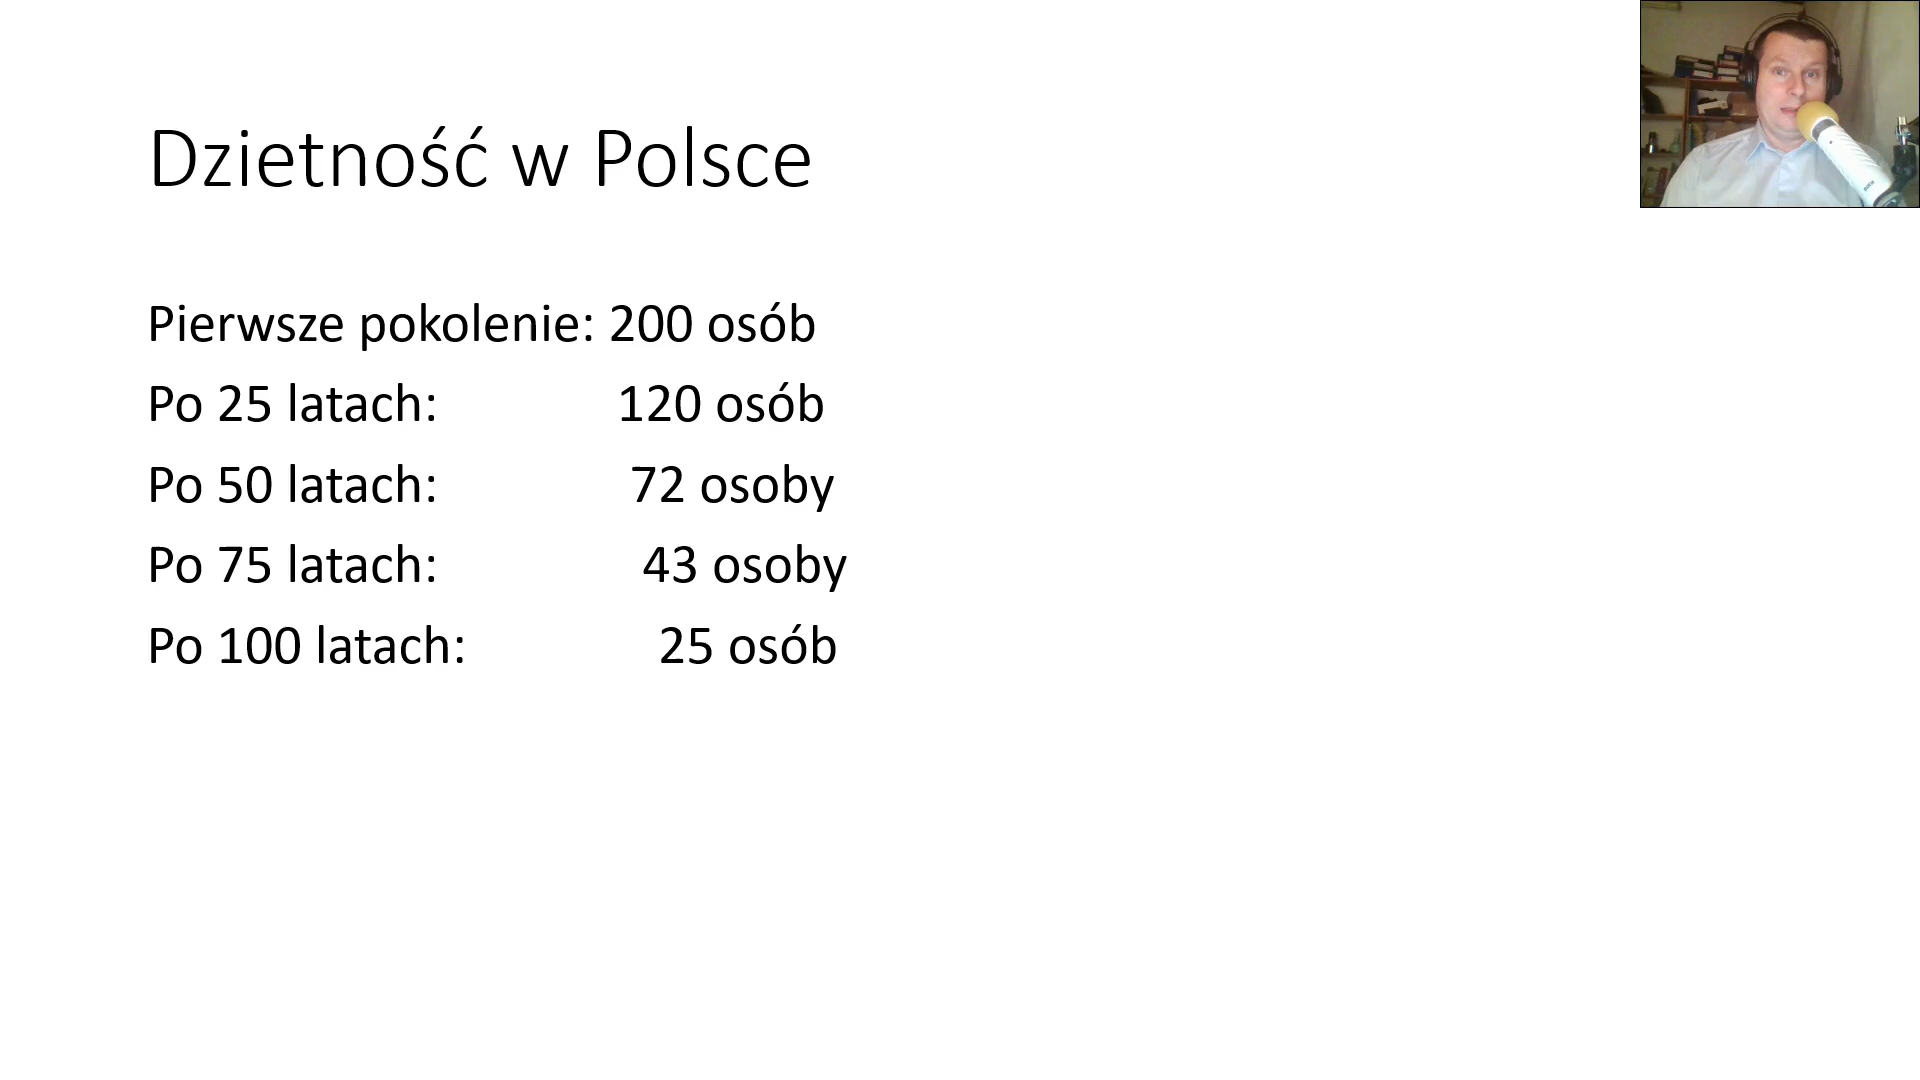 Dzietność w Polsce
Pierwsze pokolenie: 200 osób
Po 25 latach: 120 osób
Po 50 latach: 72 osoby
Po 75 latach: 43 osoby
Po 100 latach: 25 osób